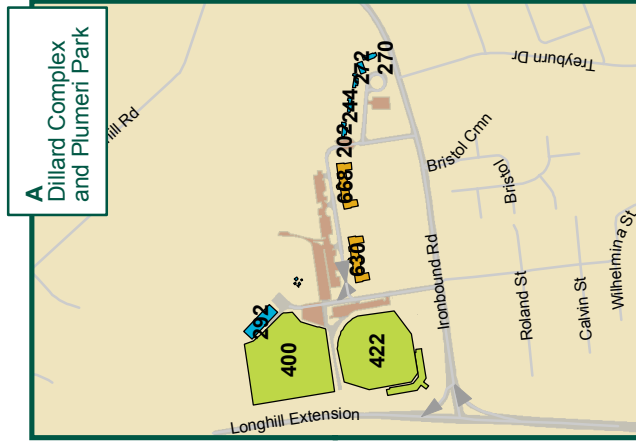 A
Dillard Complex
and Plumeri Park
hill Rd
272
270
244
202
668
630
292
400
422
Treyburn Dr
Bristol Cmn
Bristol
Ironbound Rd
Roland St
Calvin St
Wilhelmina St
Longhill Extension